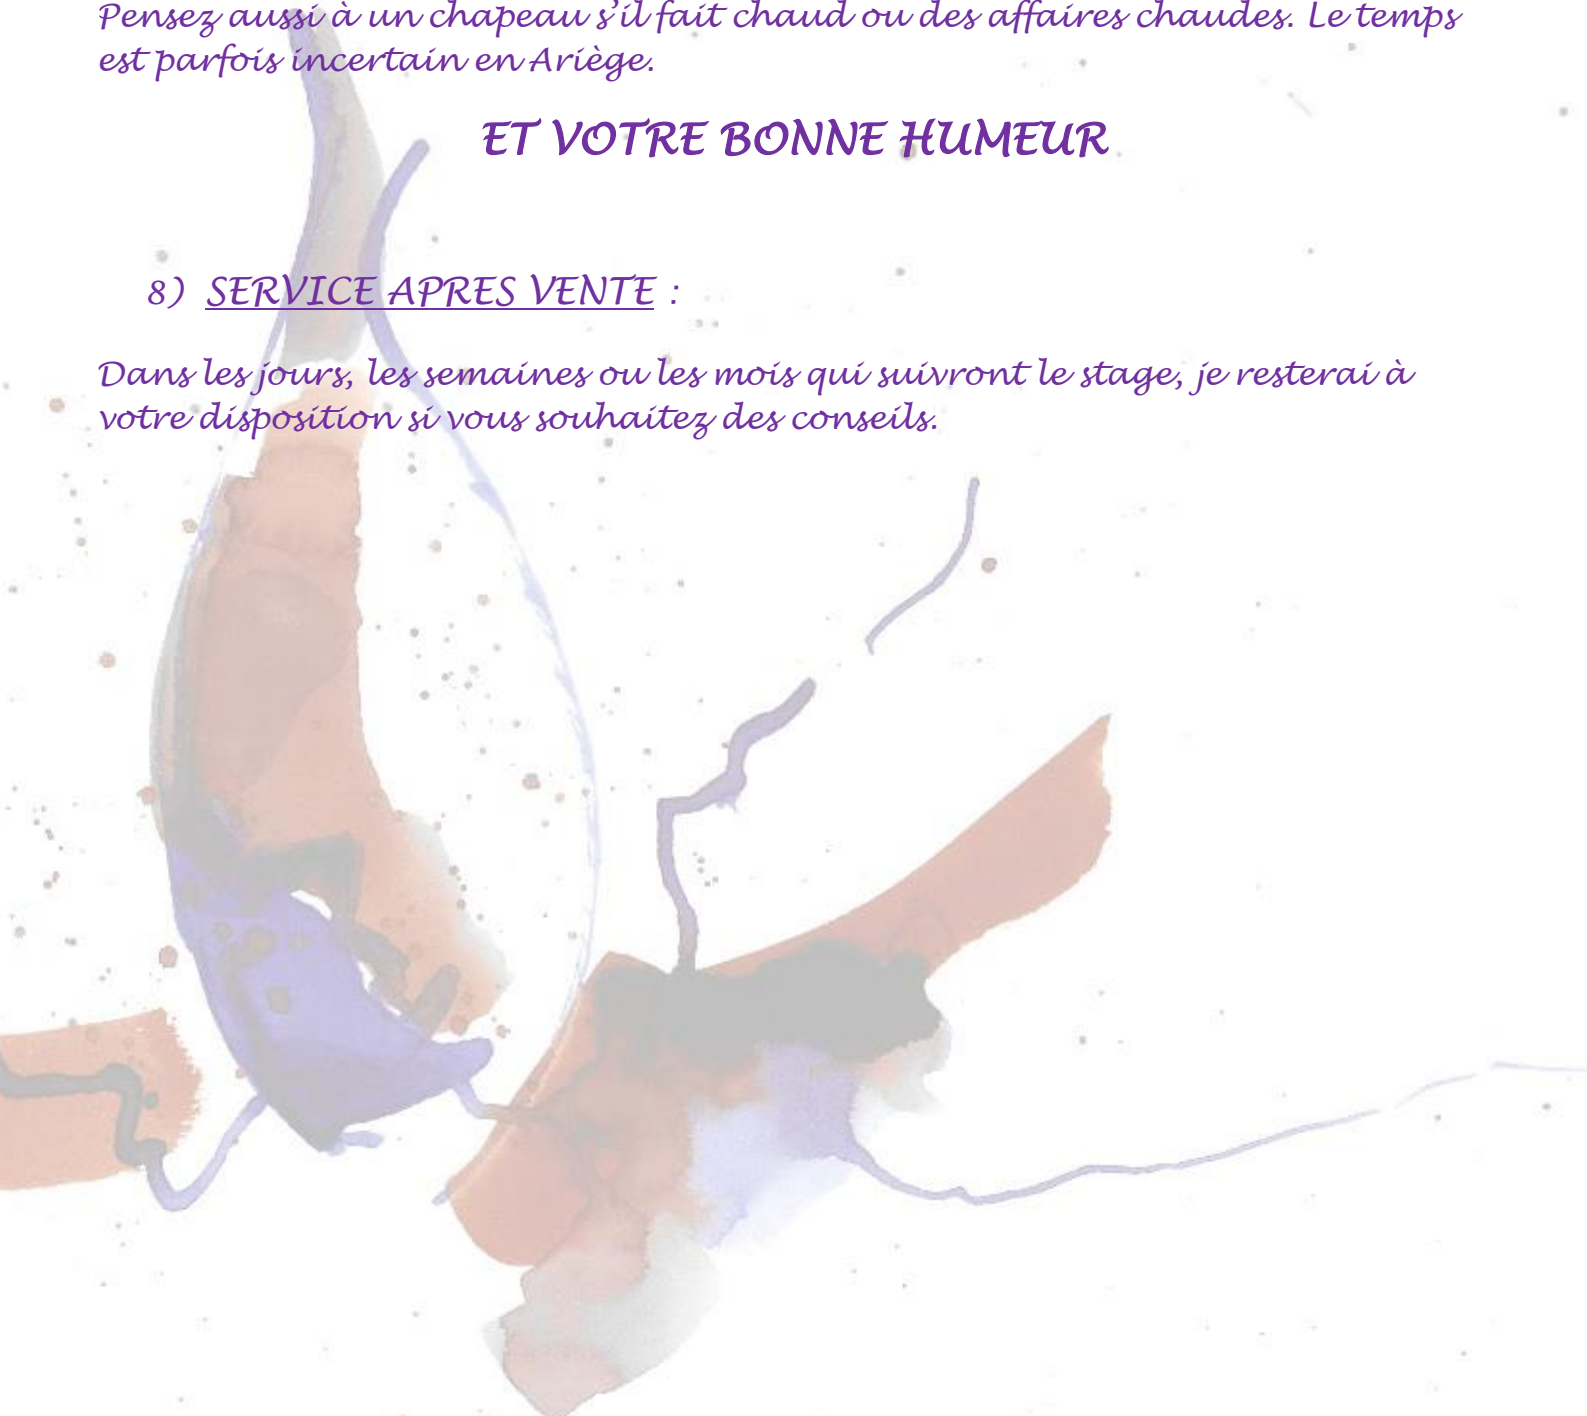 Pensez aussi à un chapeau s'il fait chaud ou des affaires chaudes. Le temps
est parfois incertain en Ariège.
ET VOTRE BONNE HUMEUR
8) SERVICE APRES VENTE :
Dans les jours, les semaines ou les mois qui suivront le stage, je resterai à
votre disposition si vous souhaitez des conseils.